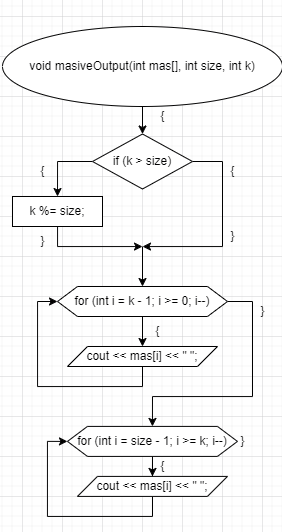 void masiveOutput(int mas[], int size, int k)
{
if (k > size)
{
{
k %= size;
}
}
for (int i = k - 1; i >= 0; i--)
}
{
cout << mas[i] << " ";
for (int i = size - 1; i >= k; i--)
}
{
cout << mas[i] << " ";